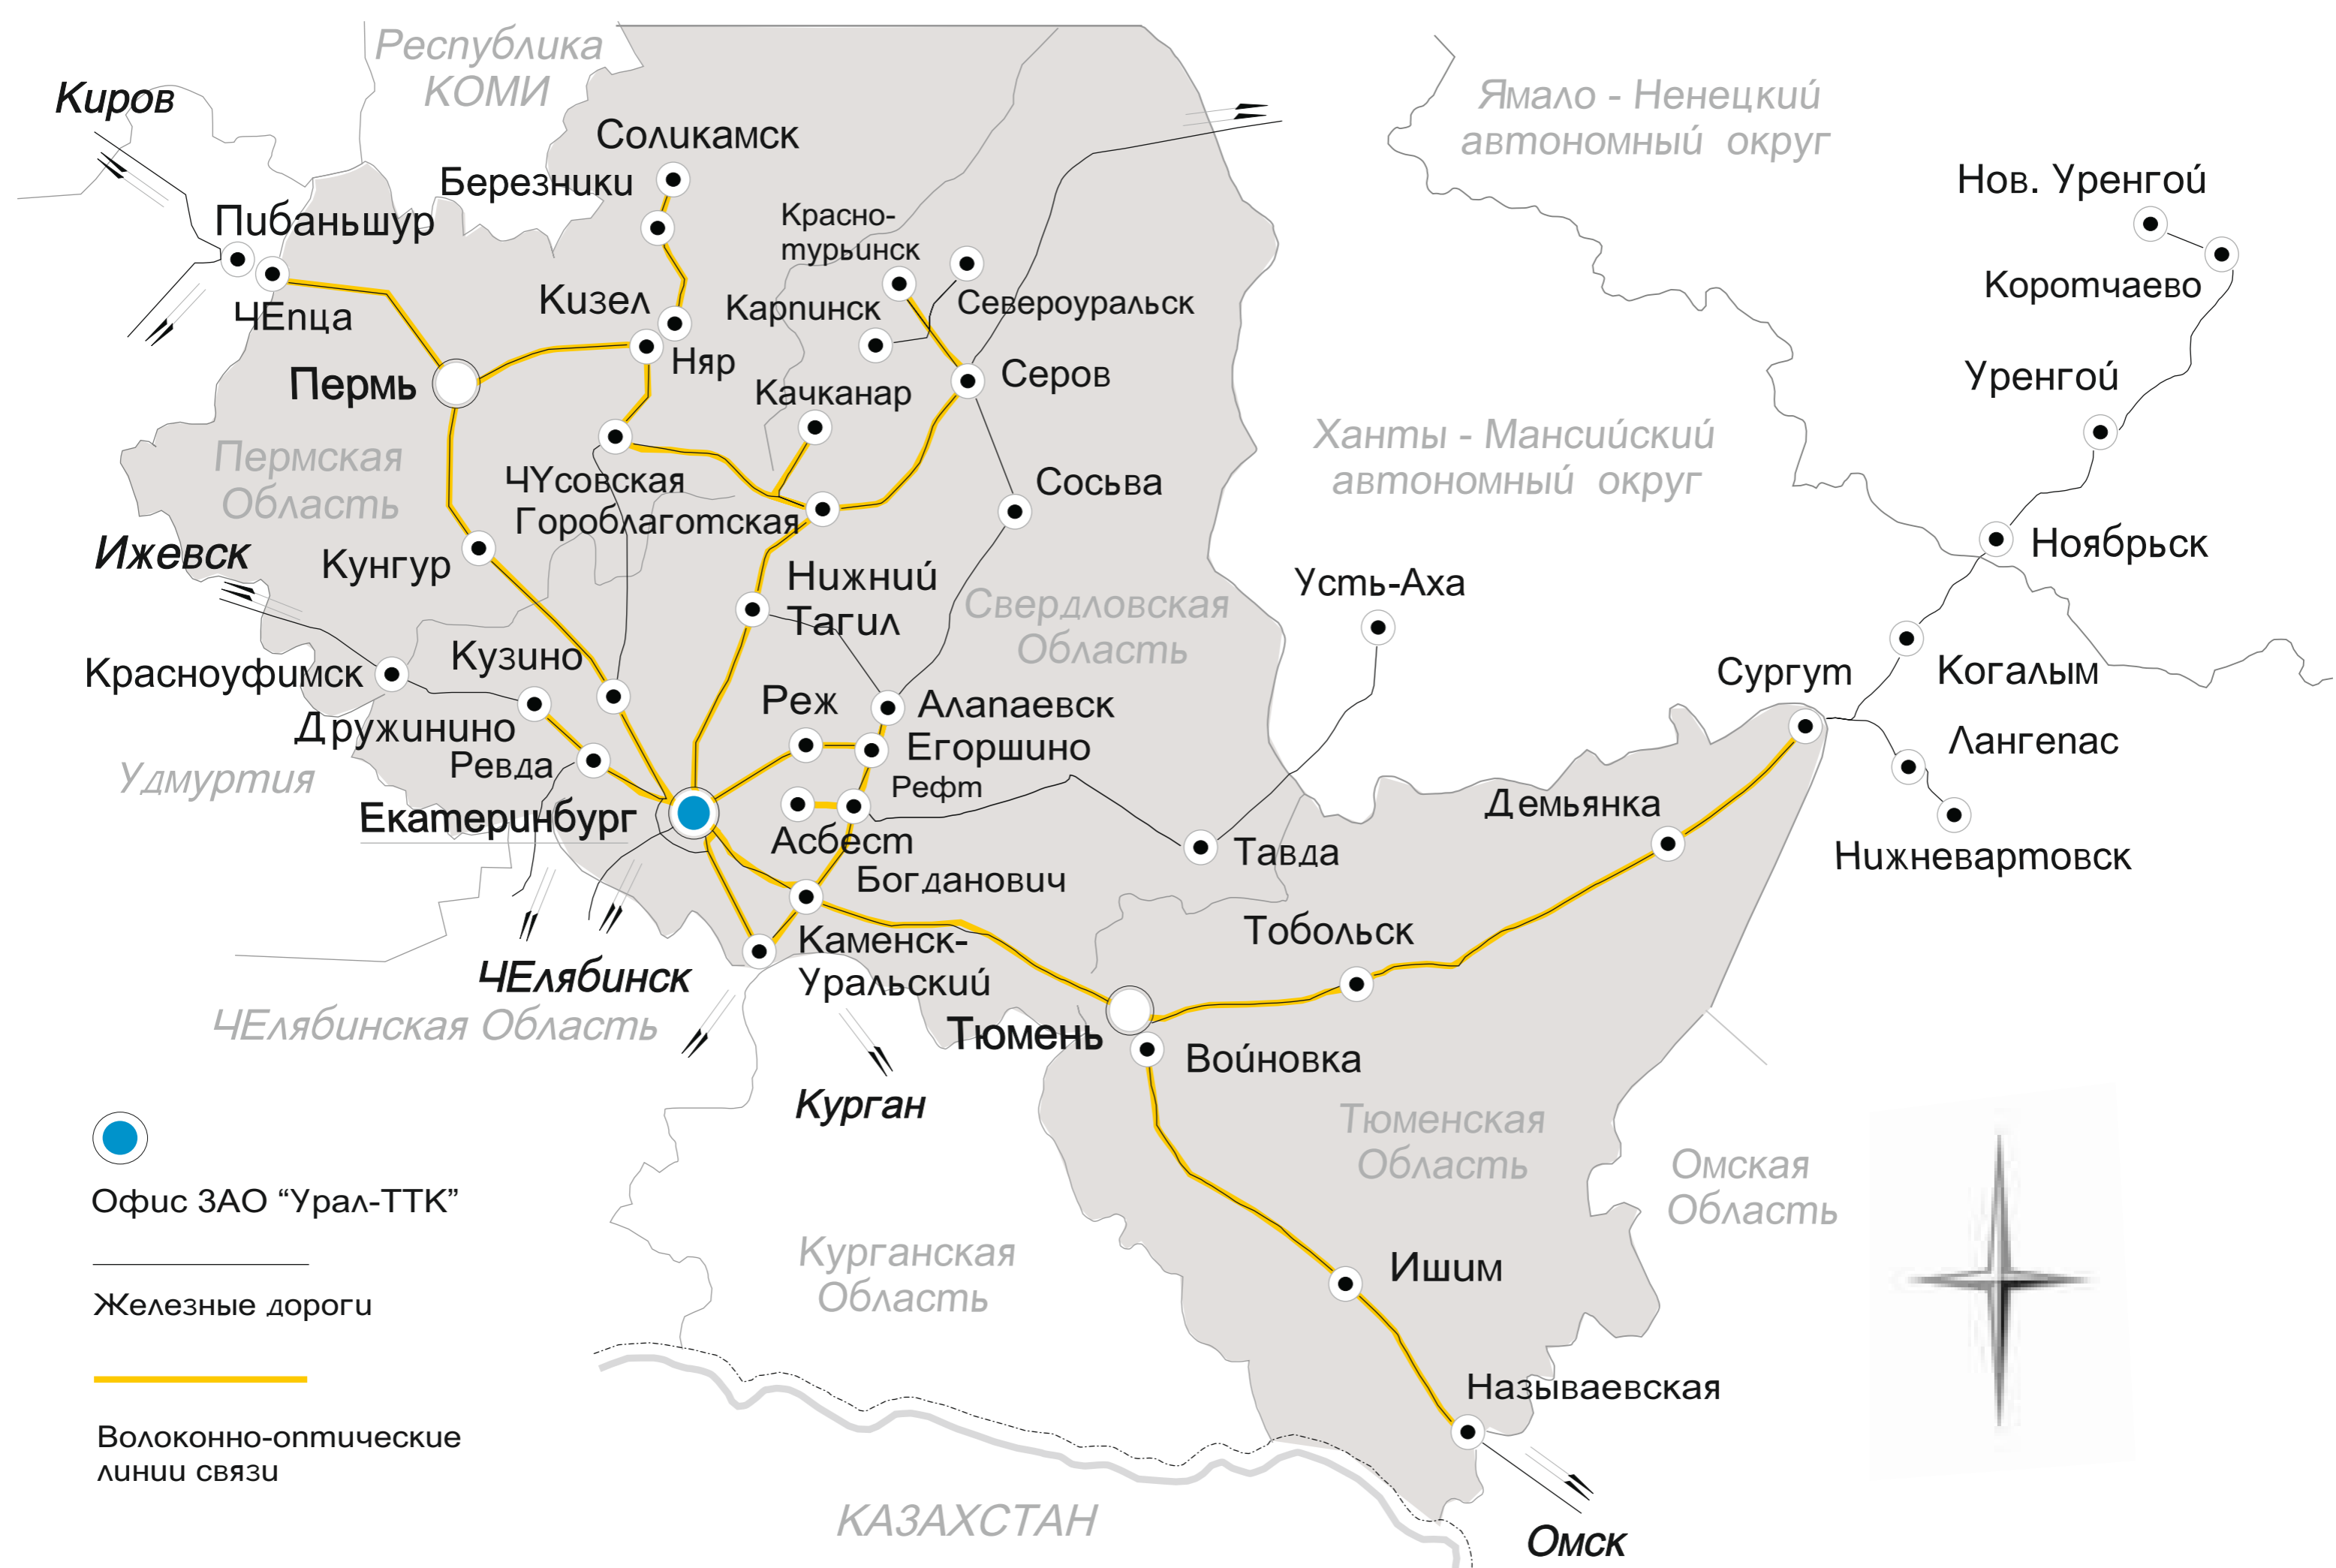 Республика
КОМИ
Киров
Соликамск
Березники
Ямало - Ненецкий
автономный округ
Нов. Уренгой
Пибаньшур
Красно-
турьинск
Коротчаево
ЧЕпца
Кизел
Карпинск
Североуральск
Няр
Пермь
Качканар
Серов
Уренгой
Пермская
Область
Ханты - Мансийский
автономный округ
ЧУсовская
Сосьва
Гороблаготская
Ижевск
Кунгур
Ноябрьск
Нижний
Тагил
Усть-Аха
Свердловская
Область
Красноуфимск
Кузино
Сургут
Когалым
Реж
Алапаевск
Дружинино
Егоршино
Лангепас
Ревда
Удмуртия
Рефт
Екатеринбург
Демьянка
Асбест
Тавда
Нижневартовск
Богданович
Тобольск
Каменск-
Уральский
ЧЕлябинск
ЧЕлябинская Область
Тюмень
Войновка
Курган
Тюменская
Область
Омская
Область
Офис ЗАО “Урал-ТТК”
Курганская
Область
Ишим
Железные дороги
Называевская
Волоконно-оптические
линии связи
КАЗАХСТАН
Омск